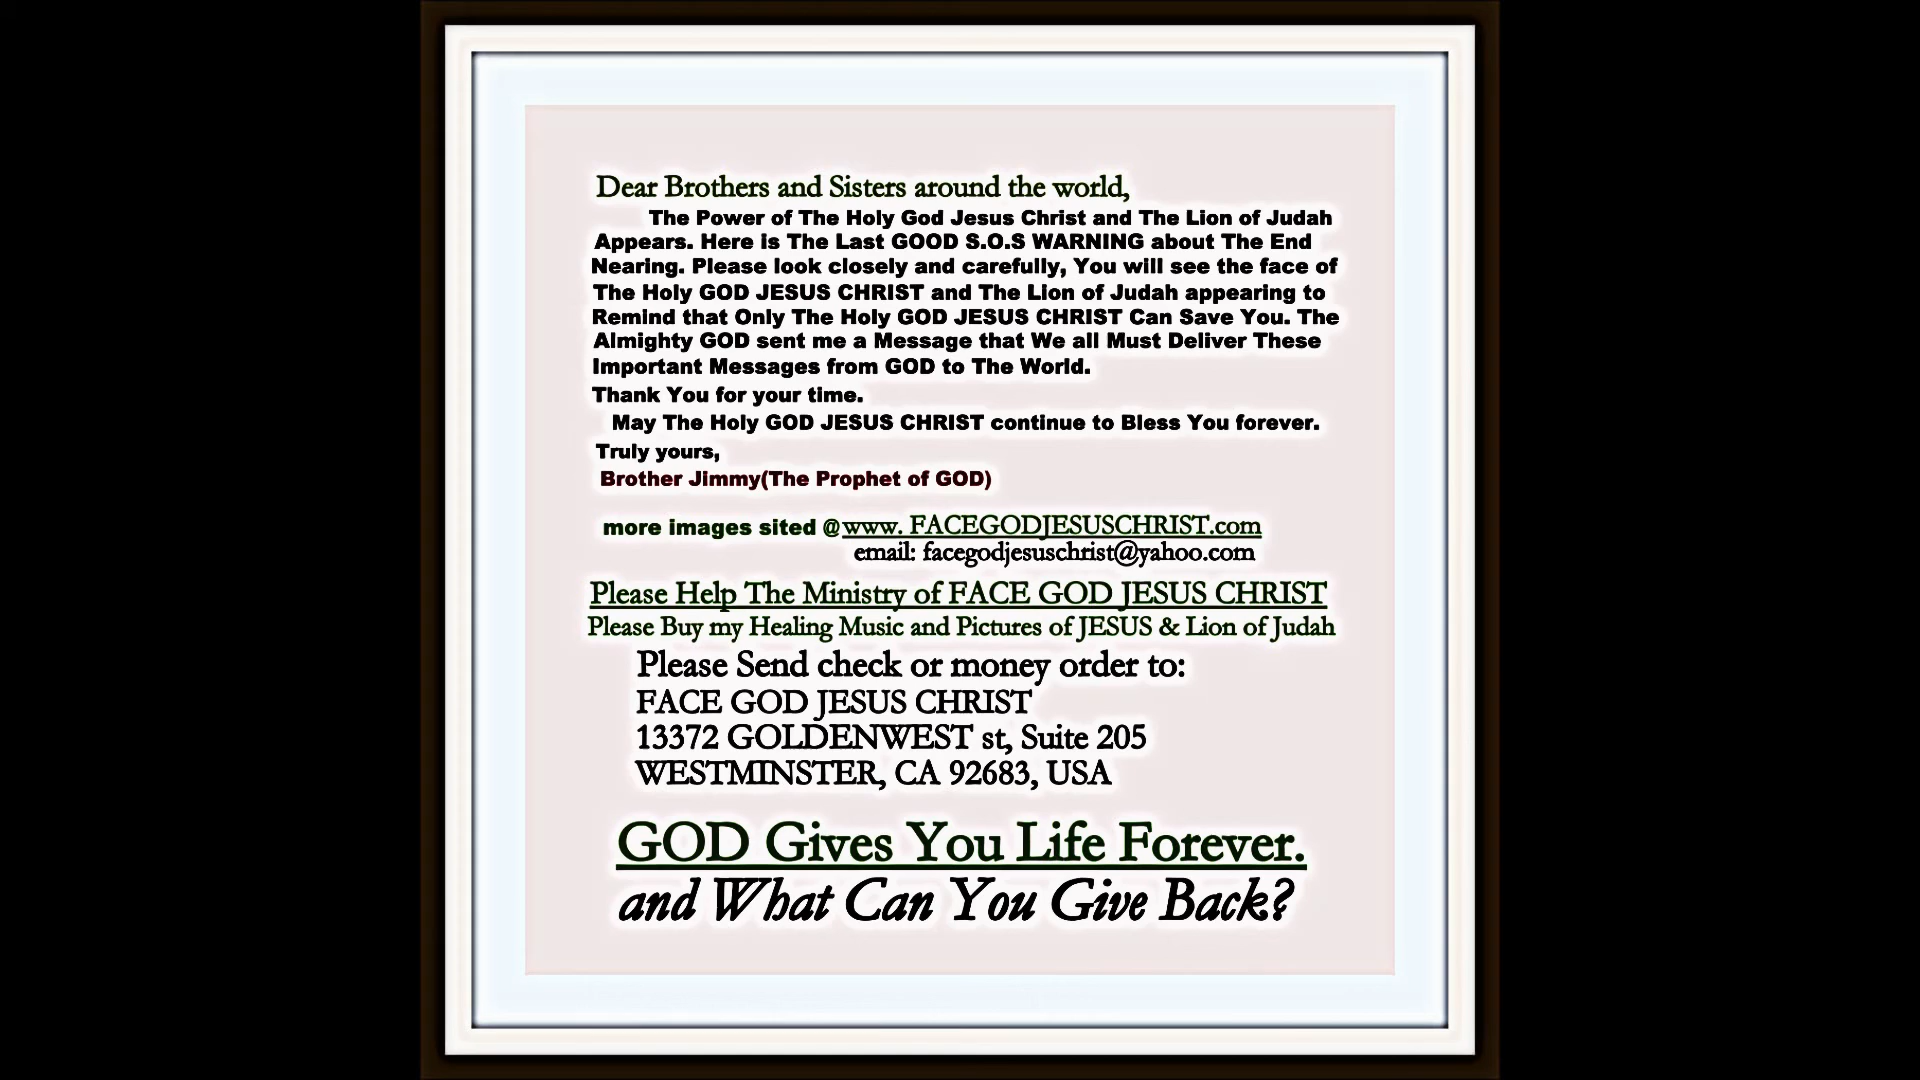 Dear Brothers and Sisters around the world,
The Power of The Holy God Jesus Christ and The Lion of Judah
Appears. Here is The Last GOOD S.O.S WARNING about The End
Nearing. Please look closely and carefully, You will see the face of
The Holy GOD JESUS CHRIST and The Lion of Judah appearing to
Remind that Only The Holy GOD JESUS CHRIST Can Save You. The
Almighty GOD sent me a Message that We all Must Deliver These
Important Messages from GOD to The World.
Thank You for your time.
May The Holy GOD JESUS CHRIST continue to Bless You forever.
Truly yours,
Brother Jimmy(The Prophet of GOD)
more images sited @www. FACEGODJESUSCHRIST.com
email: facegodjesuschrist@yahoo.com
Please Help The Ministry of FACE GOD JESUS CHRIST
Please Buy my Healing Music and Pictures of JESUS & Lion of Judah
Please Send check or money order to:
FACE GOD JESUS CHRIST
13372 GOLDENWEST st, Suite 205
WESTMINSTER, CA 92683, USA
GOD Gives You Life Forever.
and What Can You Give Back?